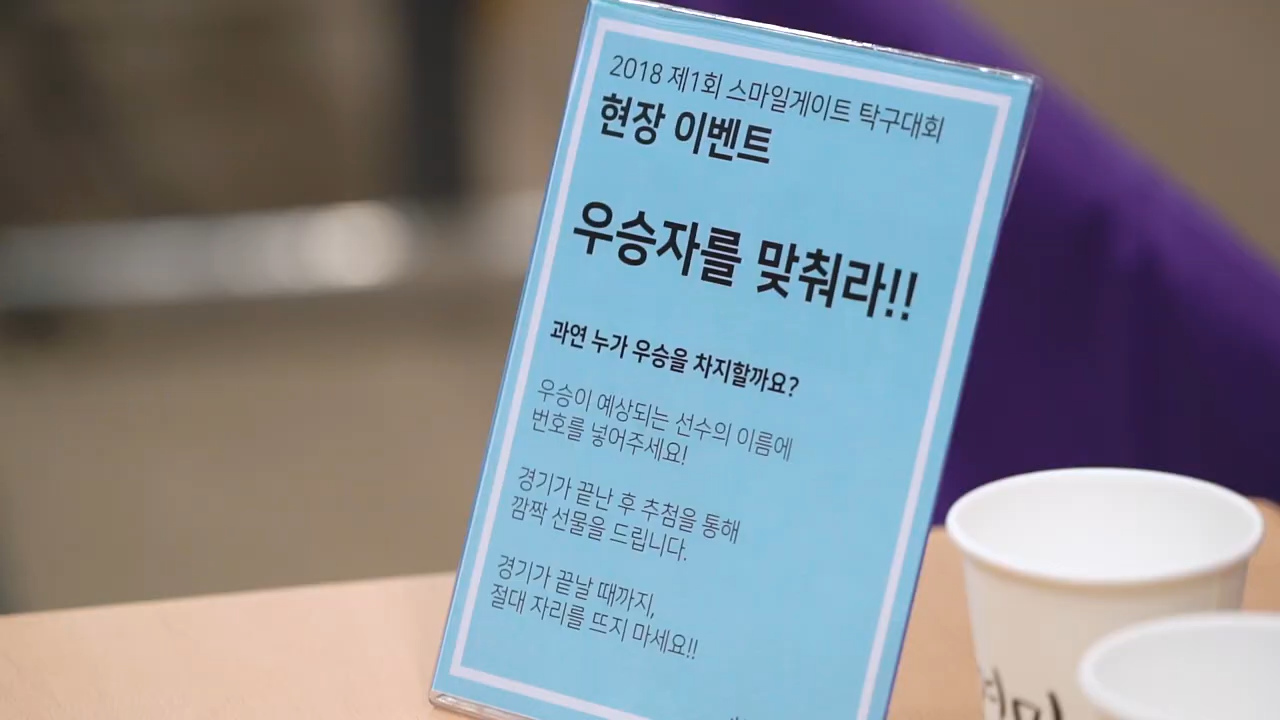 2018 제1회 스마일게이트 탁구대회
현장 이벤트
우승자를 맞춰라!!
과연 누가 우승을 차지할까요?
우승이 예상되는 선수의 이름에
번호를 넣어주세요!
경기가 끝난 후 추첨을 통해
깜짝 선물을 드립니다.
경기가 끝날 때까지,
절대 자리를 뜨지 마세요!!